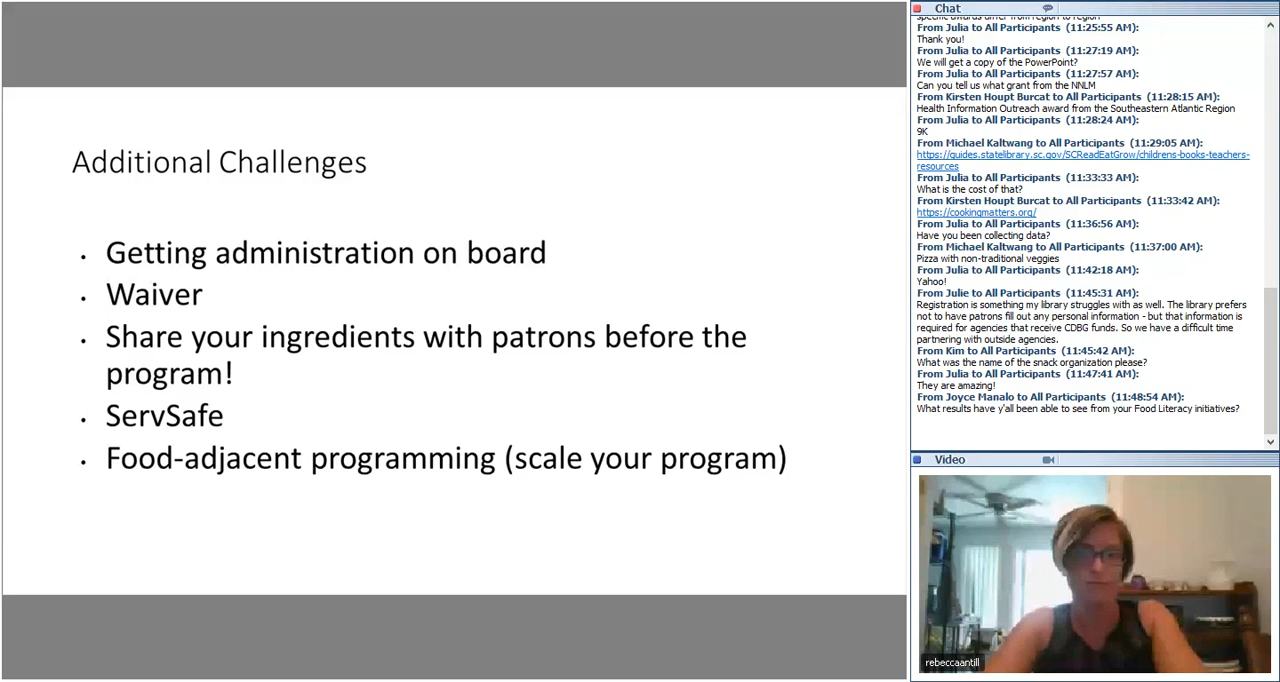 Additional Challenges
• Getting administration on board
• Waiver
• Share your ingredients with patrons before the
program!
• ServSafe
• Food-adjacent programming (scale your program)
Chat
specific awards differ from region to region
From Julia to All Participants (11:25:55 AM):
Thank you!
From Julia to All Participants (11:27:19 AM):
We will get a copy of the PowerPoint?
From Julia to All Participants (11:27:57 AM):
Can you tell us what grant from the NNLM
From Kirsten Houpt Burcat to All Participants (11:28:15 AM):
Health Information Outreach award from the Southeastern Atlantic Region
From Julia to All Participants (11:28:24 AM):
9K
From Michael Kaltwang to All Participants (11:29:05 AM):
https://guides.statelibrary.sc.gov/SCReadEatGrow/childrens-books-teachers-
resources
From Julia to All Participants (11:33:33 AM):
What is the cost of that?
From Kirsten Houpt Burcat to All Participants (11:33:42 AM):
https://cookingmatters.org/
From Julia to All Participants (11:36:56 AM):
Have you been collecting data?
From Michael Kaltwang to All Participants (11:37:00 AM):
Pizza with non-traditional veggies
From Julia to All Participants (11:42:18 AM):
Yahoo!
From Julie to All Participants (11:45:31 AM):
Registration is something my library struggles with as well. The library prefers
not to have patrons fill out any personal information - but that information is
required for agencies that receive CDBG funds. So we have a difficult time
partnering with outside agencies.
From Kim to All Participants (11:45:42 AM):
What was the name of the snack organization please?
From Julia to All Participants (11:47:41 AM):
They are amazing!
From Joyce Manalo to All Participants (11:48:54 AM):
What results have y'all been able to see from your Food Literacy initiatives?
Video
rebeccaantill